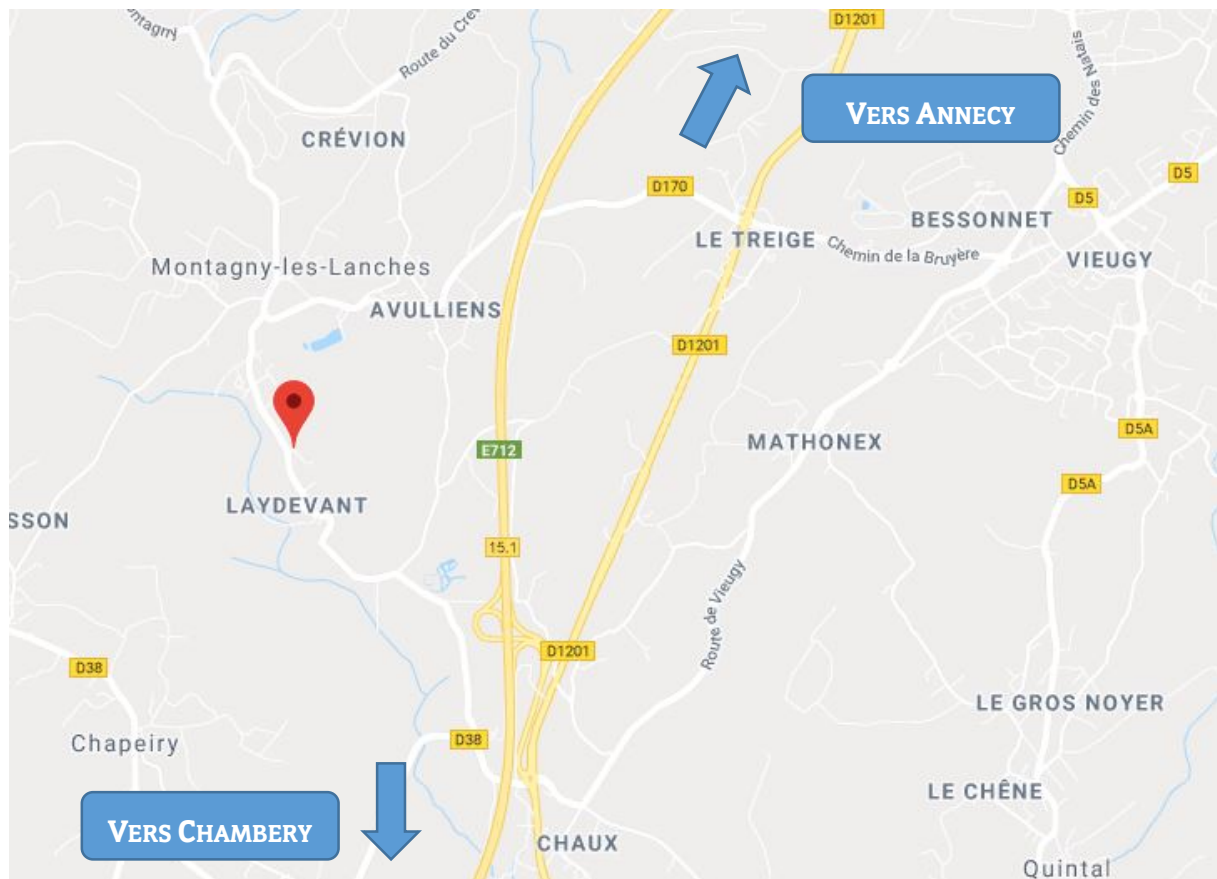 ontagny
Route du Crev
D1201
VERS ANNECY
Chemin des Natais
CRÉVION
D170
D5
D5
BESSONNET
LE TREIGE
Chemin de la Bruyère
VIEUGY
Montagny-les-Lanches
AVULLIENS
D1201
D5A
MATHONEX
E712
D5A
LAYDEVANT
SSON
15.1
Route de Vieugy
D1201
D38
LE GROS NOYER
Chapeiry
D38
LE CHÊNE
VERS CHAMBERY
CHAUX
Quintal